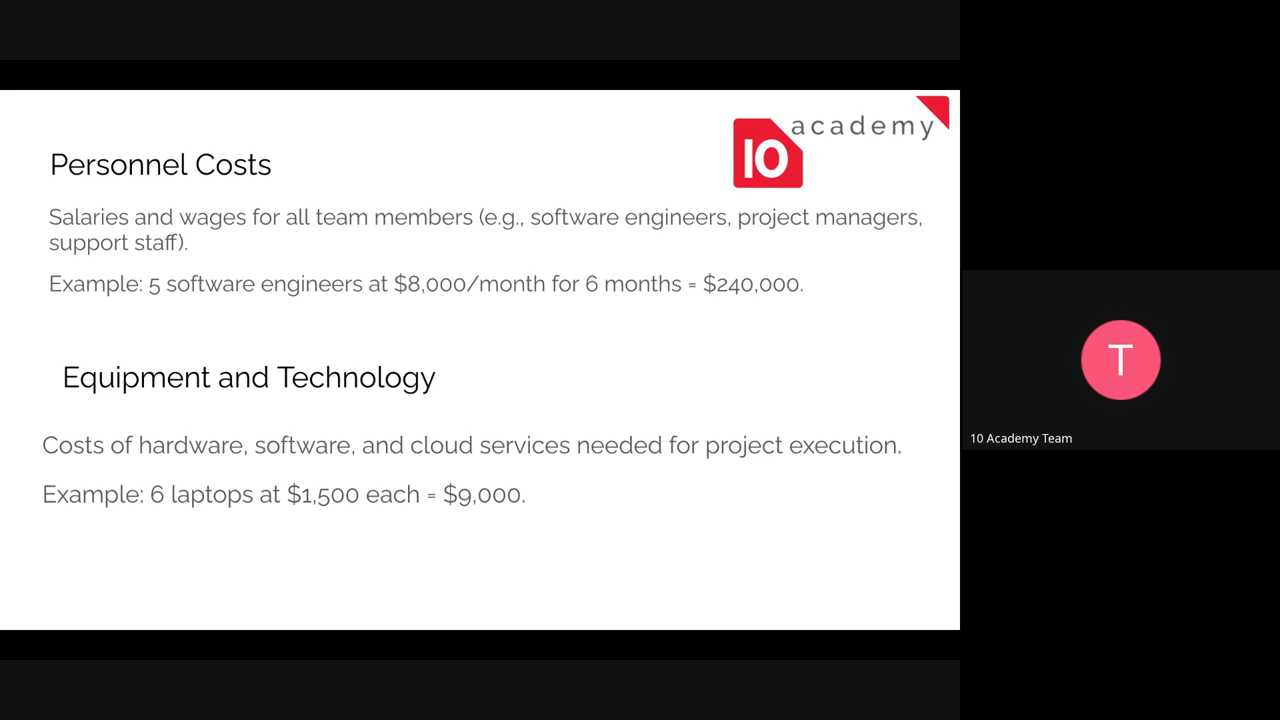 10 academy
Personnel Costs
Salaries and wages for all team members (e.g., software engineers, project managers,
support staff).
Example: 5 software engineers at $8,000/month for 6 months = $240,000.
Equipment and Technology
Costs of hardware, software, and cloud services needed for project execution.
Example: 6 laptops at $1,500 each = $9,000.
T
10 Academy Team